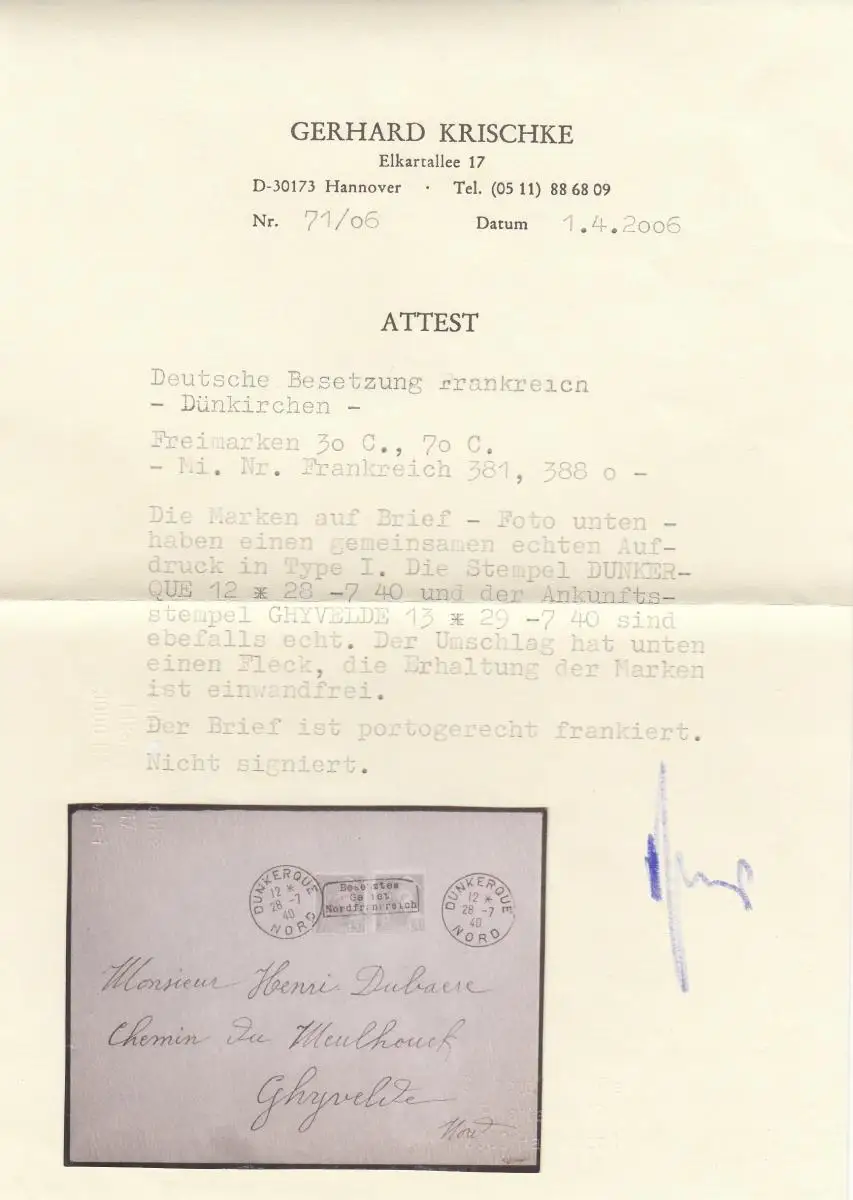 GERHARD KRISCHKE
Elkartallee 17
D-30173 Hannover · Tel. (05 11) 88 68 09
Nr. 71/06 Datum 1.4.2006
ATTEST
Deutsche Besetzung Frankreich
- Dünkirchen -
Freimarken 30 C., 70 C.
- Mi. Nr. Frankreich 381, 388 o -
Die Marken auf Brief - Foto unten -
haben einen gemeinsamen echten Auf-
druck in Type I. Die Stempel DUNKER-
QUE 12 * 28 -7 40 und der Ankunfts-
stempel GHYVELDE 13 * 29 -7 40 sind
ebefalls echt. Der Umschlag hat unten
einen Fleck, die Erhaltung der Marken
ist einwandfrei.
Der Brief ist portogerecht frankiert.
Nicht signiert.
DUNKERQUE
12 *
28 -7
40
NORD
Besetztes
Gebiet
Nordfrankreich
DUNKERQUE
12 *
28 -7
40
NORD
Monsieur Henri Dubaere
Chemin du Meulhouck
Ghyvelde
Nord